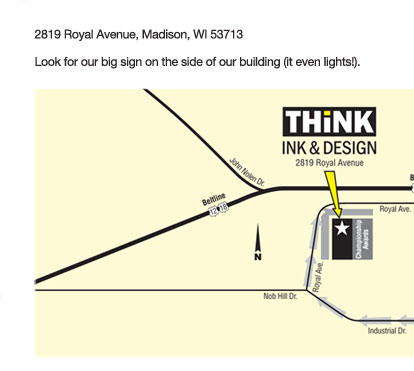 2819 Royal Avenue, Madison, WI 53713
Look for our big sign on the side of our building (it even lights!).
THiNK
INK & DESIGN
2819 Royal Avenue
John Nolen Dr.
Beltline
12 18
B
Royal Ave.
Championship
Awards
N
Royal Ave.
Nob Hill Dr.
Industrial Dr.